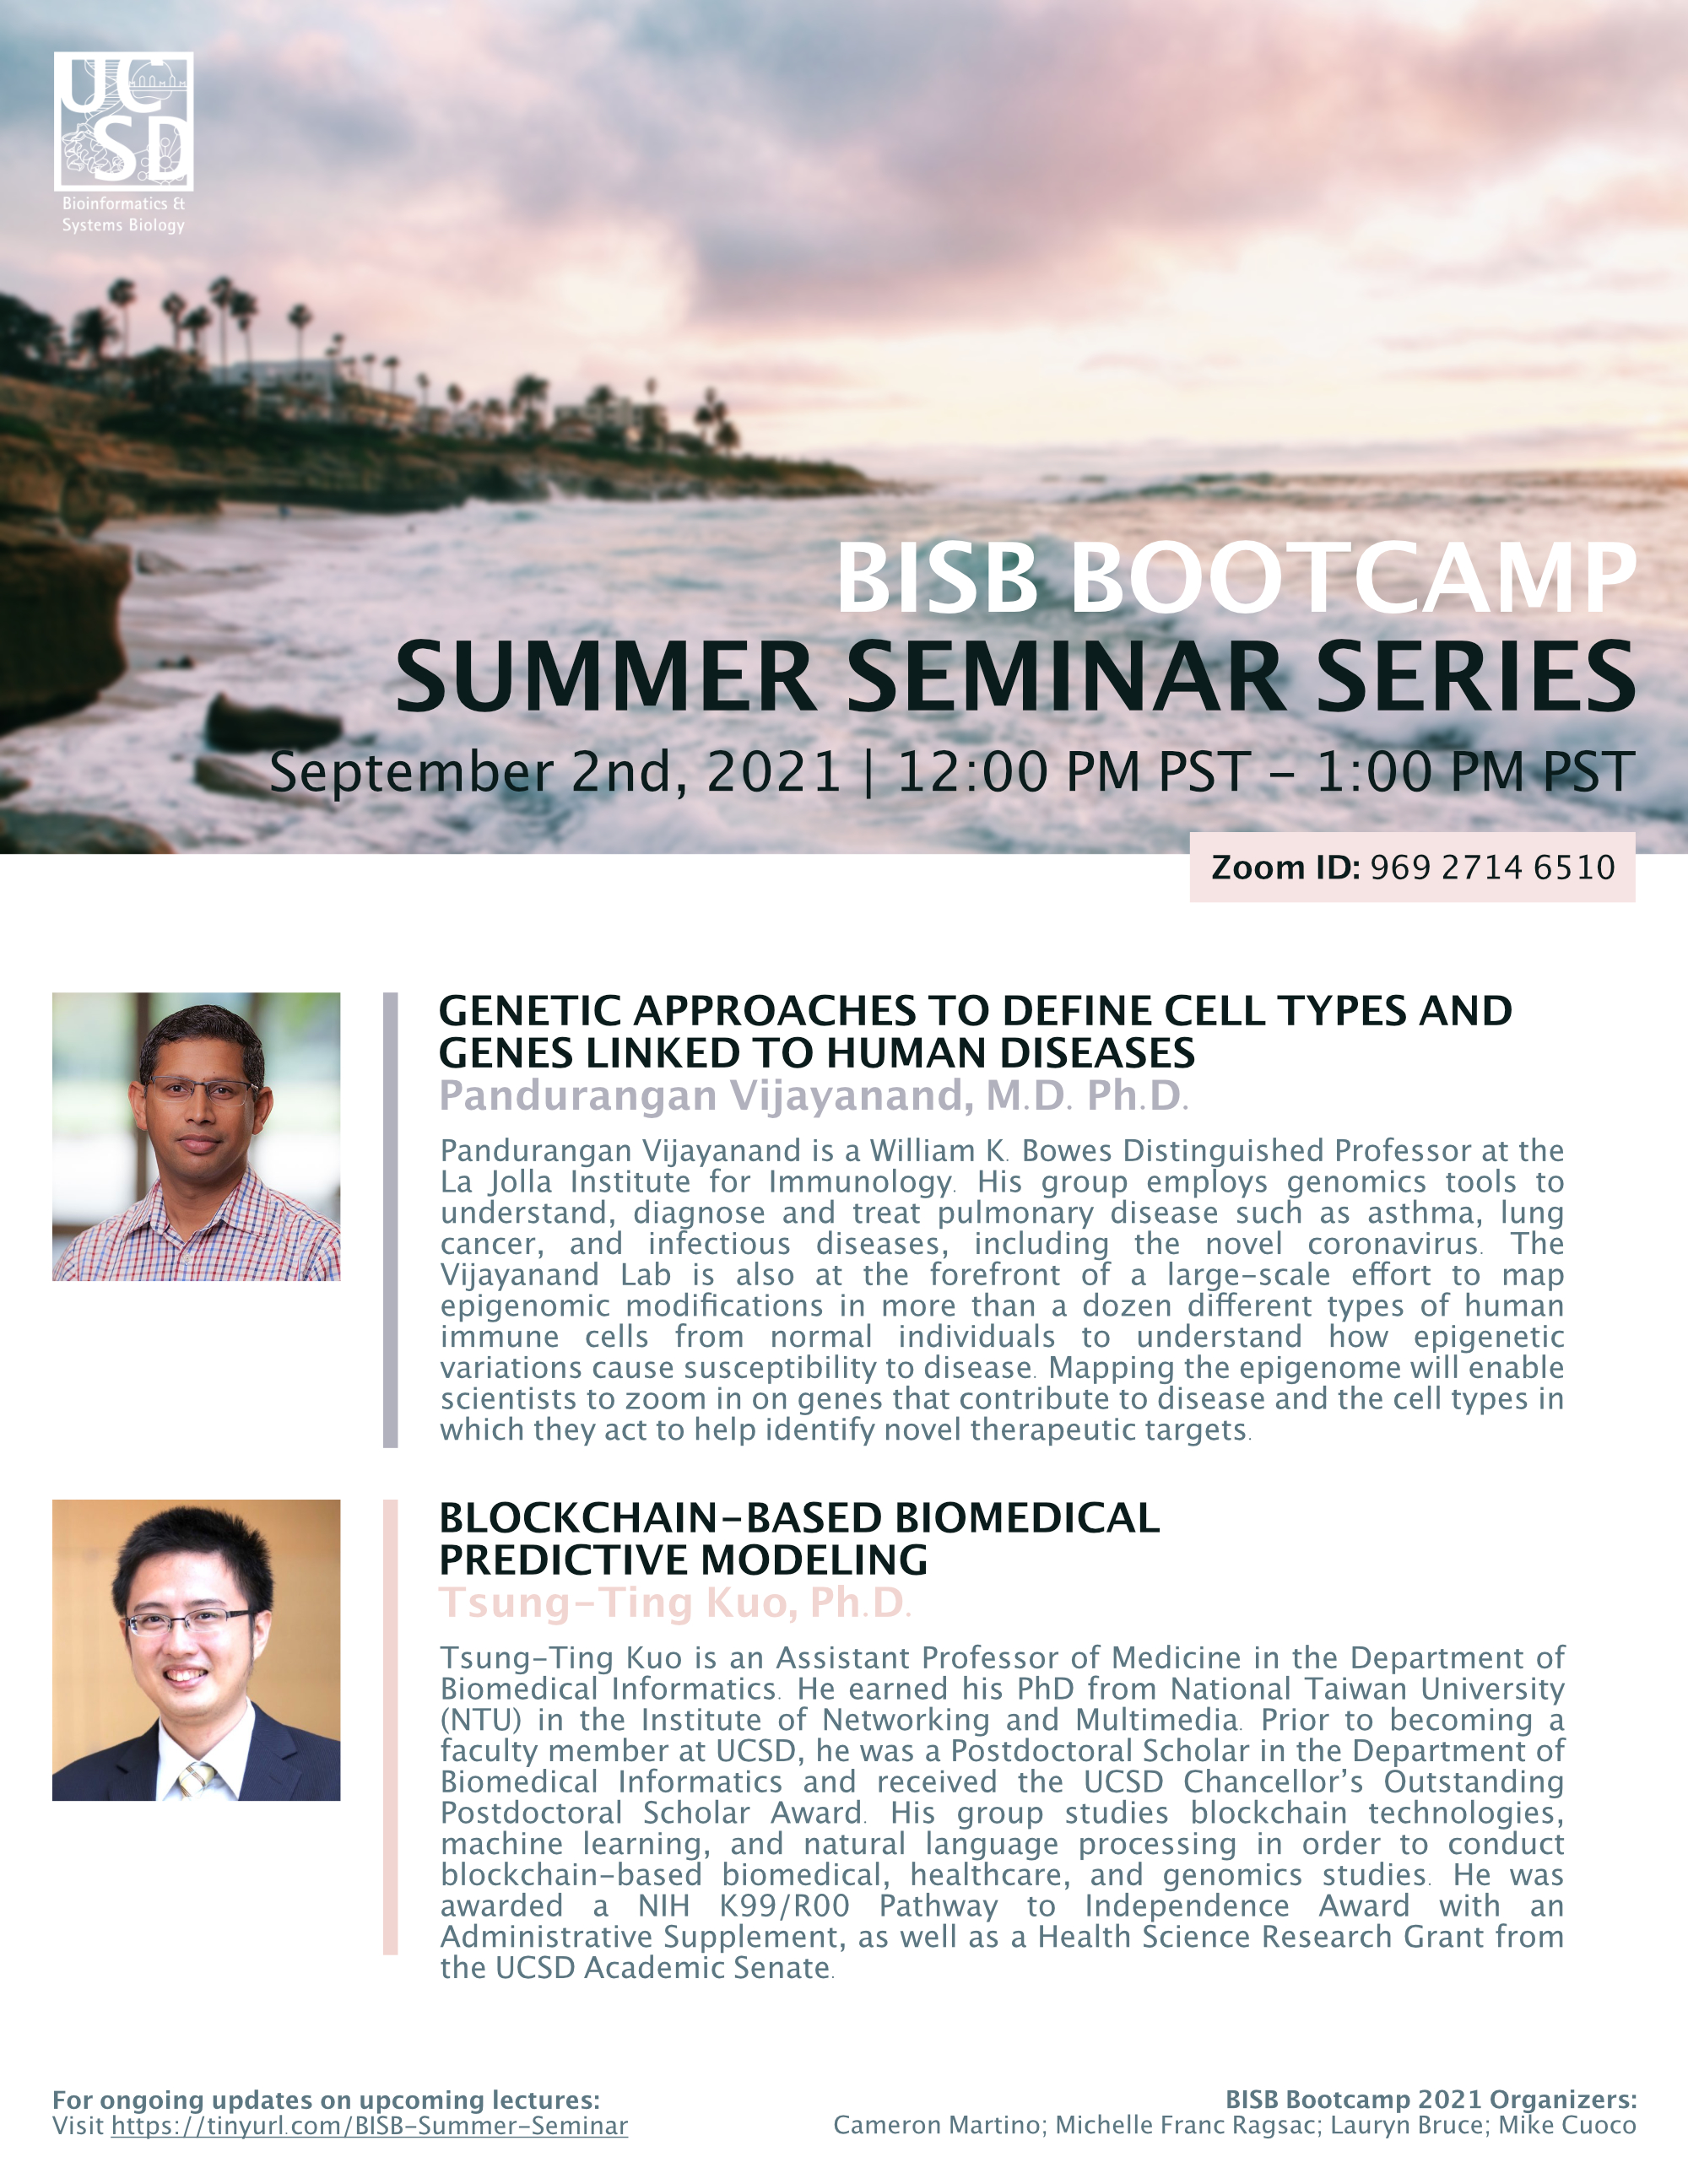 UC
SD
Bioinformatics &
Systems Biology
BISB BOOTCAMP
SUMMER SEMINAR SERIES
September 2nd, 2021 | 12:00 PM PST – 1:00 PM PST
Zoom ID: 969 2714 6510
GENETIC APPROACHES TO DEFINE CELL TYPES AND
GENES LINKED TO HUMAN DISEASES
Pandurangan Vijayanand, M.D. Ph.D.
Pandurangan Vijayanand is a William K. Bowes Distinguished Professor at the
La Jolla Institute for Immunology. His group employs genomics tools to
understand, diagnose and treat pulmonary disease such as asthma, lung
cancer, and infectious diseases, including the novel coronavirus. The
Vijayanand Lab is also at the forefront of a large-scale effort to map
epigenomic modifications in more than a dozen different types of human
immune cells from normal individuals to understand how epigenetic
variations cause susceptibility to disease. Mapping the epigenome will enable
scientists to zoom in on genes that contribute to disease and the cell types in
which they act to help identify novel therapeutic targets.
BLOCKCHAIN-BASED BIOMEDICAL
PREDICTIVE MODELING
Tsung-Ting Kuo, Ph.D.
Tsung-Ting Kuo is an Assistant Professor of Medicine in the Department of
Biomedical Informatics. He earned his PhD from National Taiwan University
(NTU) in the Institute of Networking and Multimedia. Prior to becoming a
faculty member at UCSD, he was a Postdoctoral Scholar in the Department of
Biomedical Informatics and received the UCSD Chancellor's Outstanding
Postdoctoral Scholar Award. His group studies blockchain technologies,
machine learning, and natural language processing in order to conduct
blockchain-based biomedical, healthcare, and genomics studies. He was
awarded a NIH K99/R00 Pathway to Independence Award with an
Administrative Supplement, as well as a Health Science Research Grant from
the UCSD Academic Senate.
For ongoing updates on upcoming lectures:
Visit https://tinyurl.com/BISB-Summer-Seminar
BISB Bootcamp 2021 Organizers:
Cameron Martino; Michelle Franc Ragsac; Lauryn Bruce; Mike Cuoco